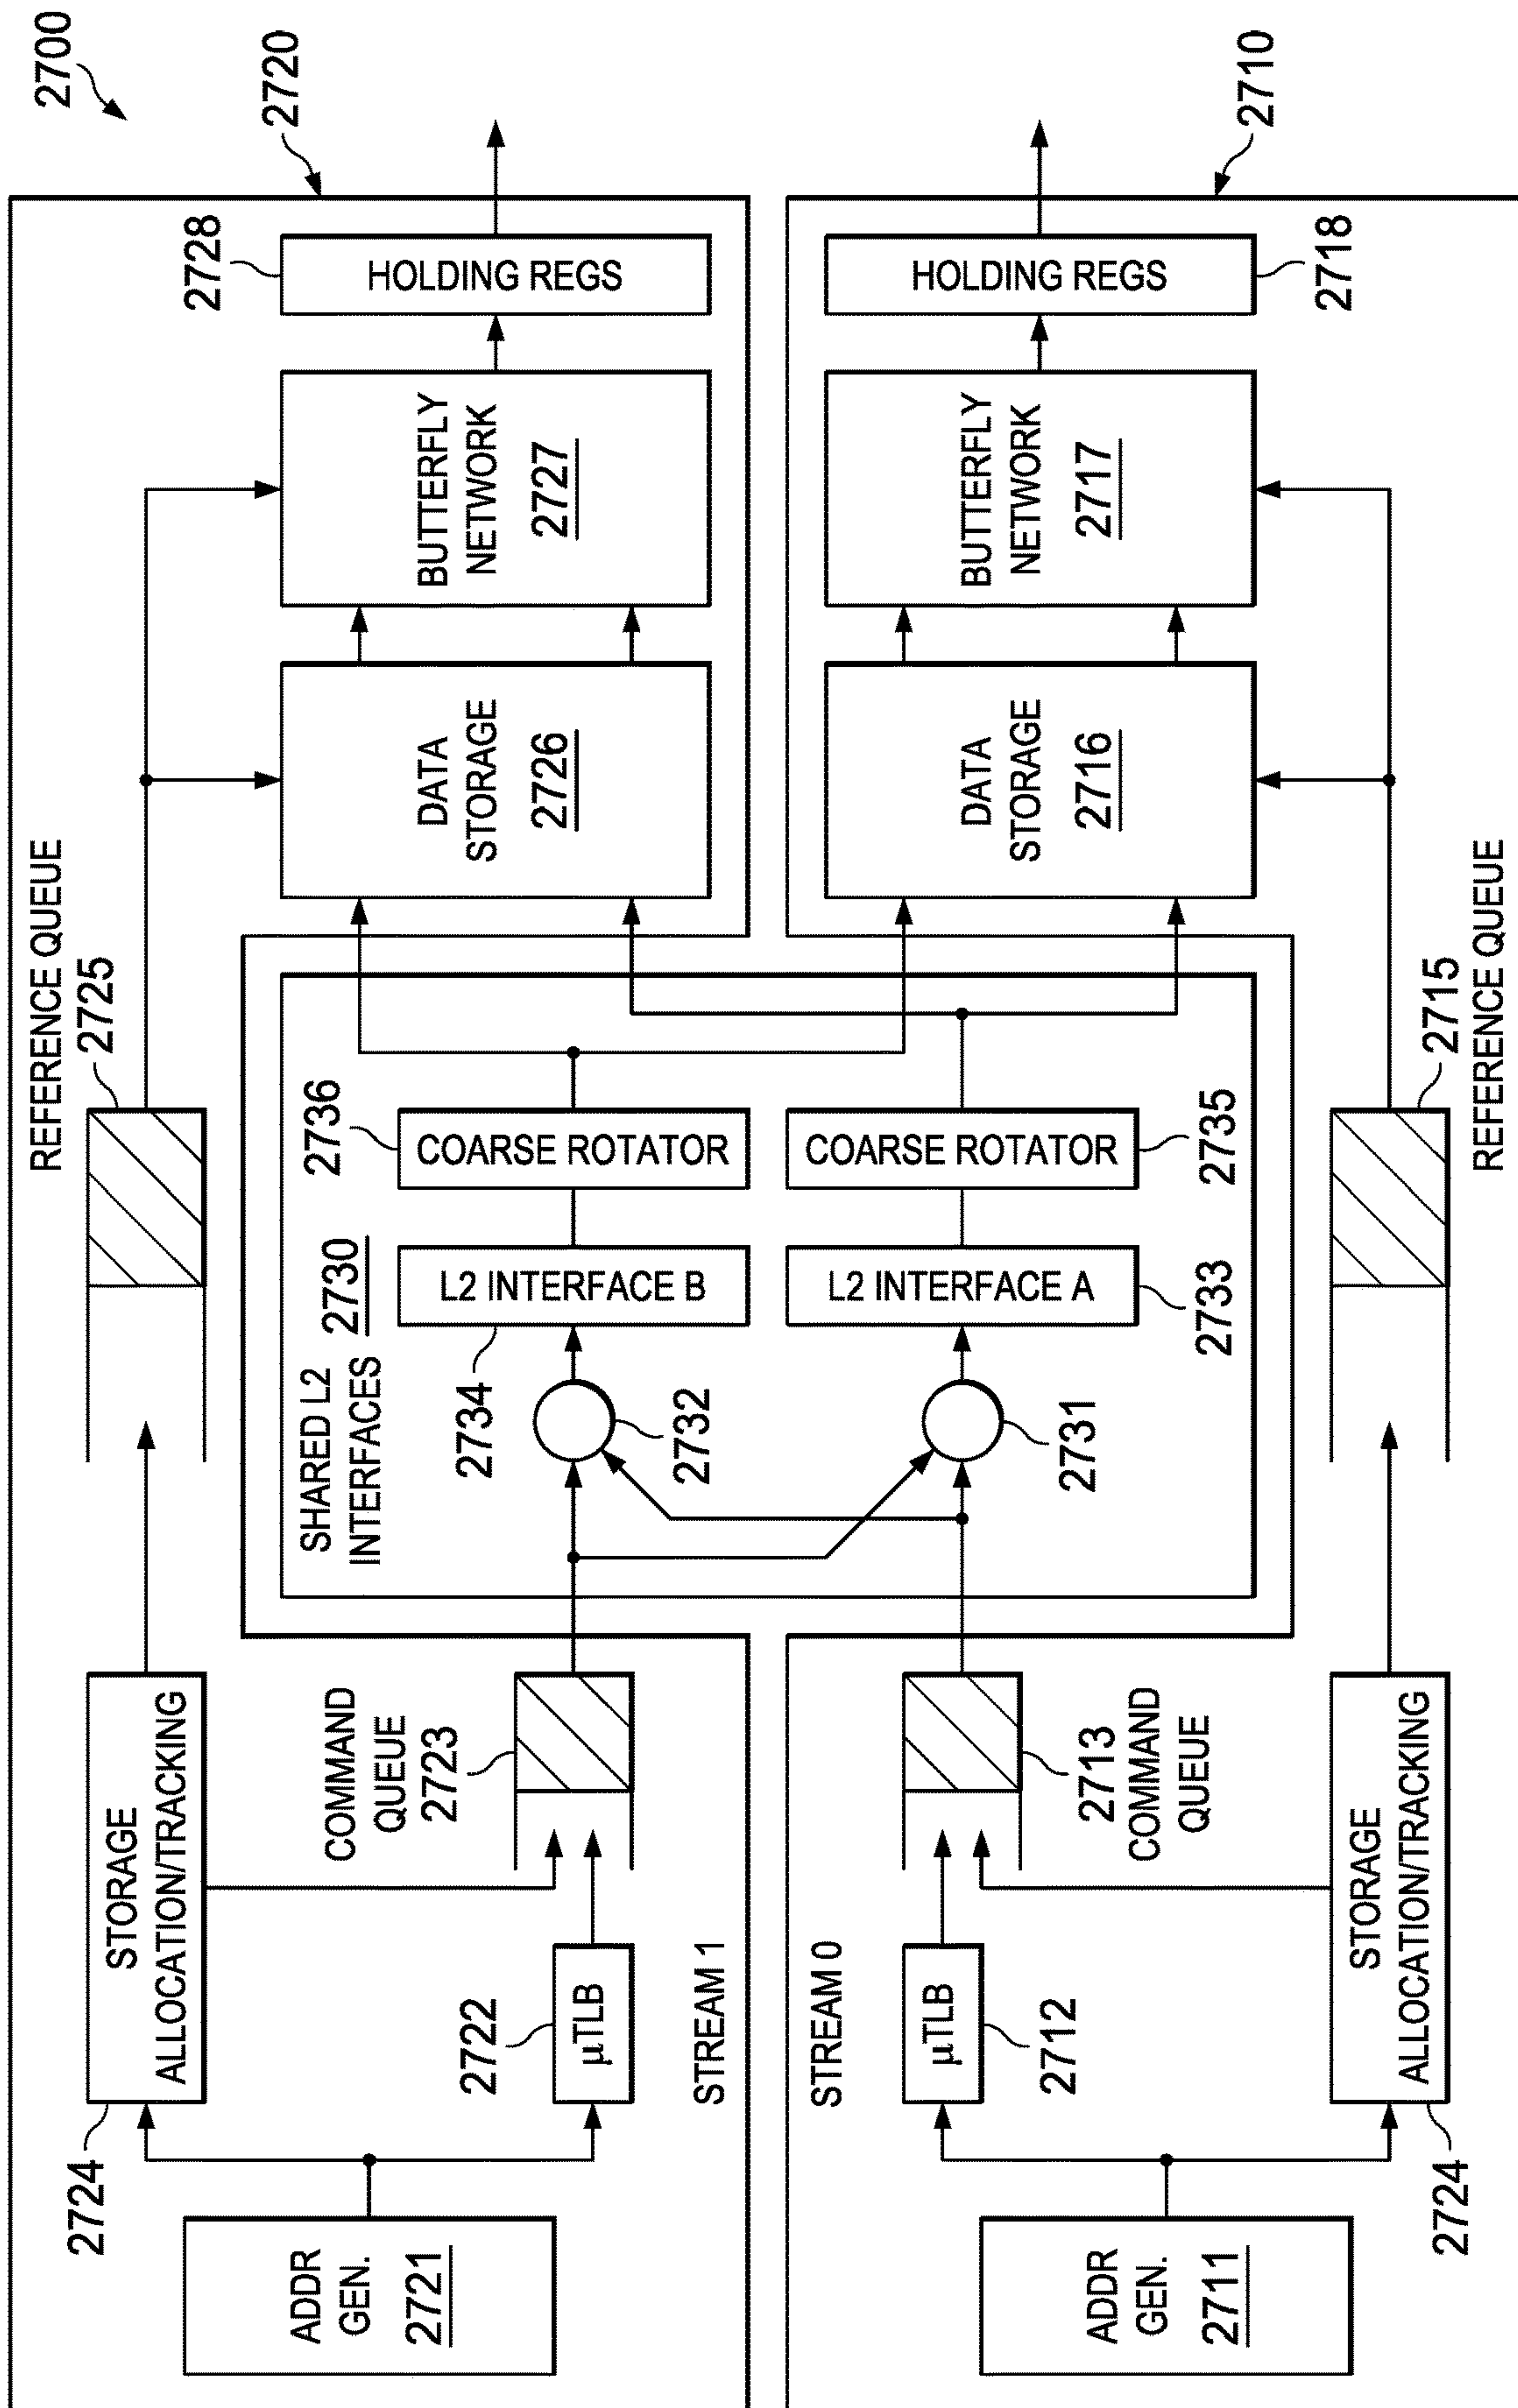 2700
2720
ADDR
GEN.
2721
2724
STORAGE
ALLOCATION/TRACKING
2722
µTLB
STREAM 1
COMMAND
QUEUE
2723
REFERENCE QUEUE
2725
SHARED L2
INTERFACES
2730
2734
2732
L2 INTERFACE B
2736
COARSE ROTATOR
DATA
STORAGE
2726
BUTTERFLY
NETWORK
2727
2728
HOLDING REGS
2731
L2 INTERFACE A
2733
COARSE ROTATOR
2735
STREAM 0
ADDR
GEN.
2711
µTLB
2712
2713
COMMAND
QUEUE
2724
STORAGE
ALLOCATION/TRACKING
2715
REFERENCE QUEUE
DATA
STORAGE
2716
BUTTERFLY
NETWORK
2717
HOLDING REGS
2718
2710